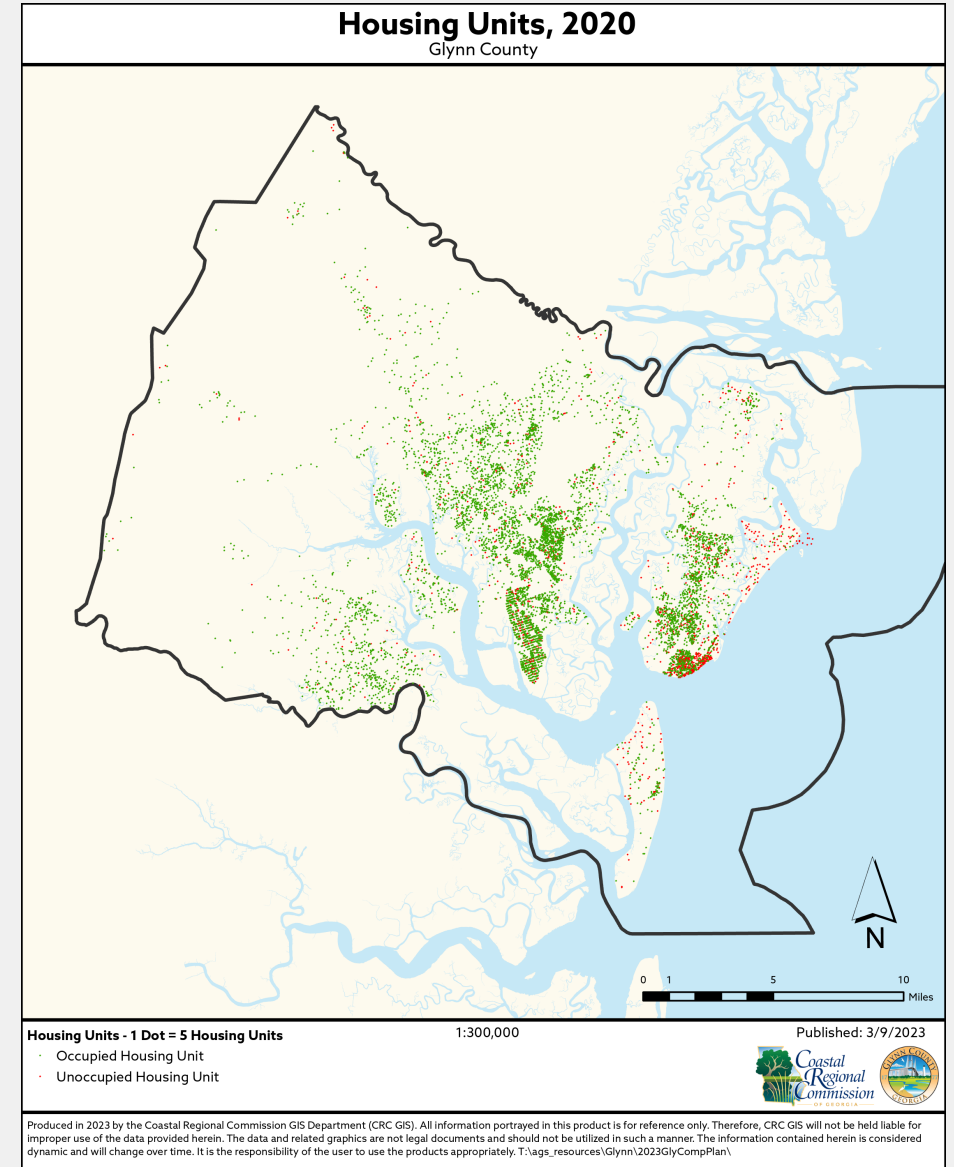 Housing Units, 2020
Glynn County
N
0 1 5 10
Miles
Housing Units - 1 Dot = 5 Housing Units
Occupied Housing Unit
Unoccupied Housing Unit
1:300,000
Published: 3/9/2023
Coastal
Regional
Commission
OF GEORGIA
GLYNN COUNTY
GEORGIA
Produced in 2023 by the Coastal Regional Commission GIS Department (CRC GIS). All information portrayed in this product is for reference only. Therefore, CRC GIS will not be held liable for
improper use of the data provided herein. The data and related graphics are not legal documents and should not be utilized in such a manner. The information contained herein is considered
dynamic and will change over time. It is the responsibility of the user to use the products appropriately. T:\ags_resources\Glynn\2023GlyCompPlan\